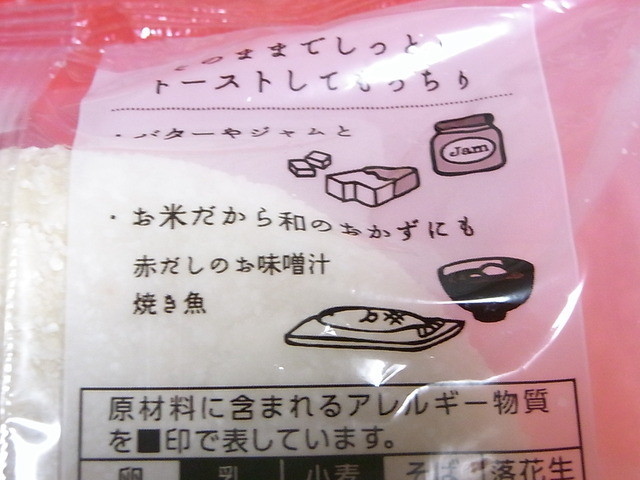 そのままでしっとり
トーストしてもっちり
・バターやジャムと
Jam
・お米だから和のおかずにも
赤だしのお味噌汁
焼き魚
原材料に含まれるアレルギー物質
を■印で表しています。
卵 乳 小麦 そば 落花生